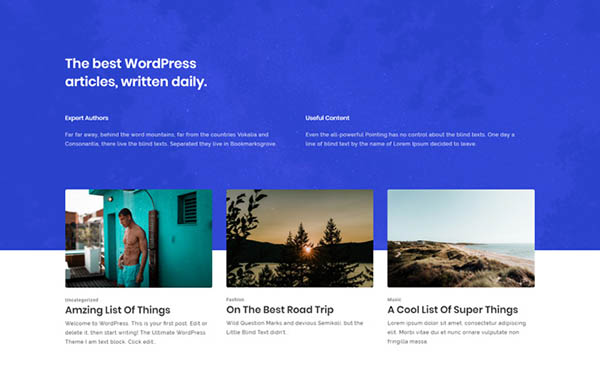 The best WordPress
articles, written daily.
Expert Authors
Far far away, behind the word mountains, far from the countries Vokalia and
Consonantia, there live the blind texts. Separated they live in Bookmarksgrove.
Useful Content
Even the all-powerful Pointing has no control about the blind texts. One day a
line of blind text by the name of Lorem Ipsum decided to leave.
Uncategorized
Amzing List Of Things
Welcome to WordPress. This is your first post. Edit or
delete it, then start writing! The Ultimate WordPress
Theme I am text block. Click edit..
Fashion
On The Best Road Trip
Wild Question Marks and devious Semikoli, but the
Little Blind Text didn't..
Music
A Cool List Of Super Things
Lorem ipsum dolor sit amet, consectetur adipiscing
elit. Morbi vitae dui et nunc ornare vulputate non
fringilla massa.